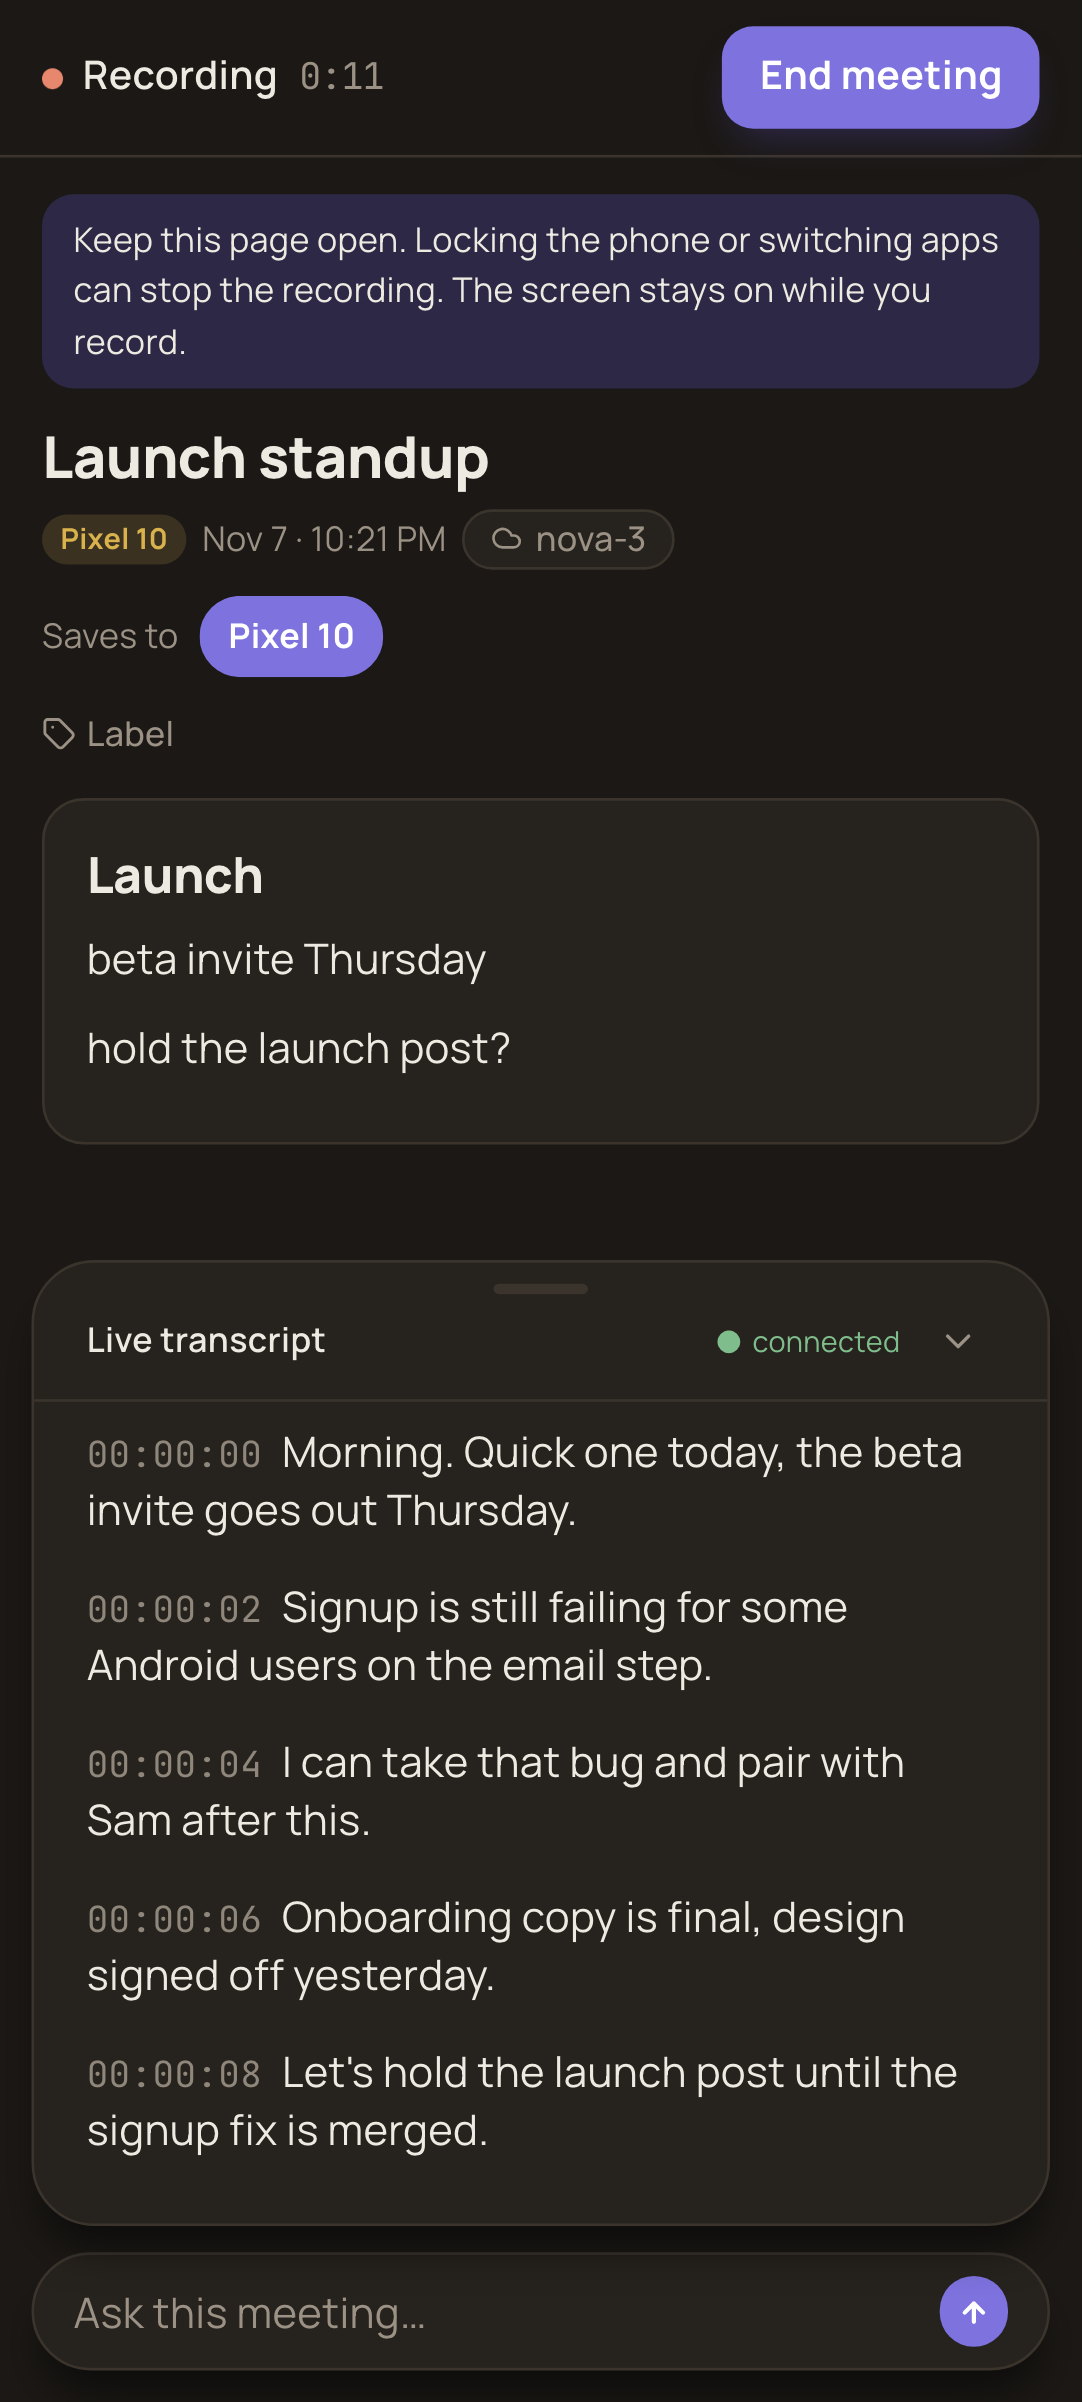 Recording 0:11
End meeting
Keep this page open. Locking the phone or switching apps
can stop the recording. The screen stays on while you
record.
Launch standup
Pixel 10 Nov 7 · 10:21 PM nova-3
Saves to Pixel 10
Label
Launch
beta invite Thursday
hold the launch post?
Live transcript connected
00:00:00 Morning. Quick one today, the beta
invite goes out Thursday.
00:00:02 Signup is still failing for some
Android users on the email step.
00:00:04 I can take that bug and pair with
Sam after this.
00:00:06 Onboarding copy is final, design
signed off yesterday.
00:00:08 Let's hold the launch post until the
signup fix is merged.
Ask this meeting...